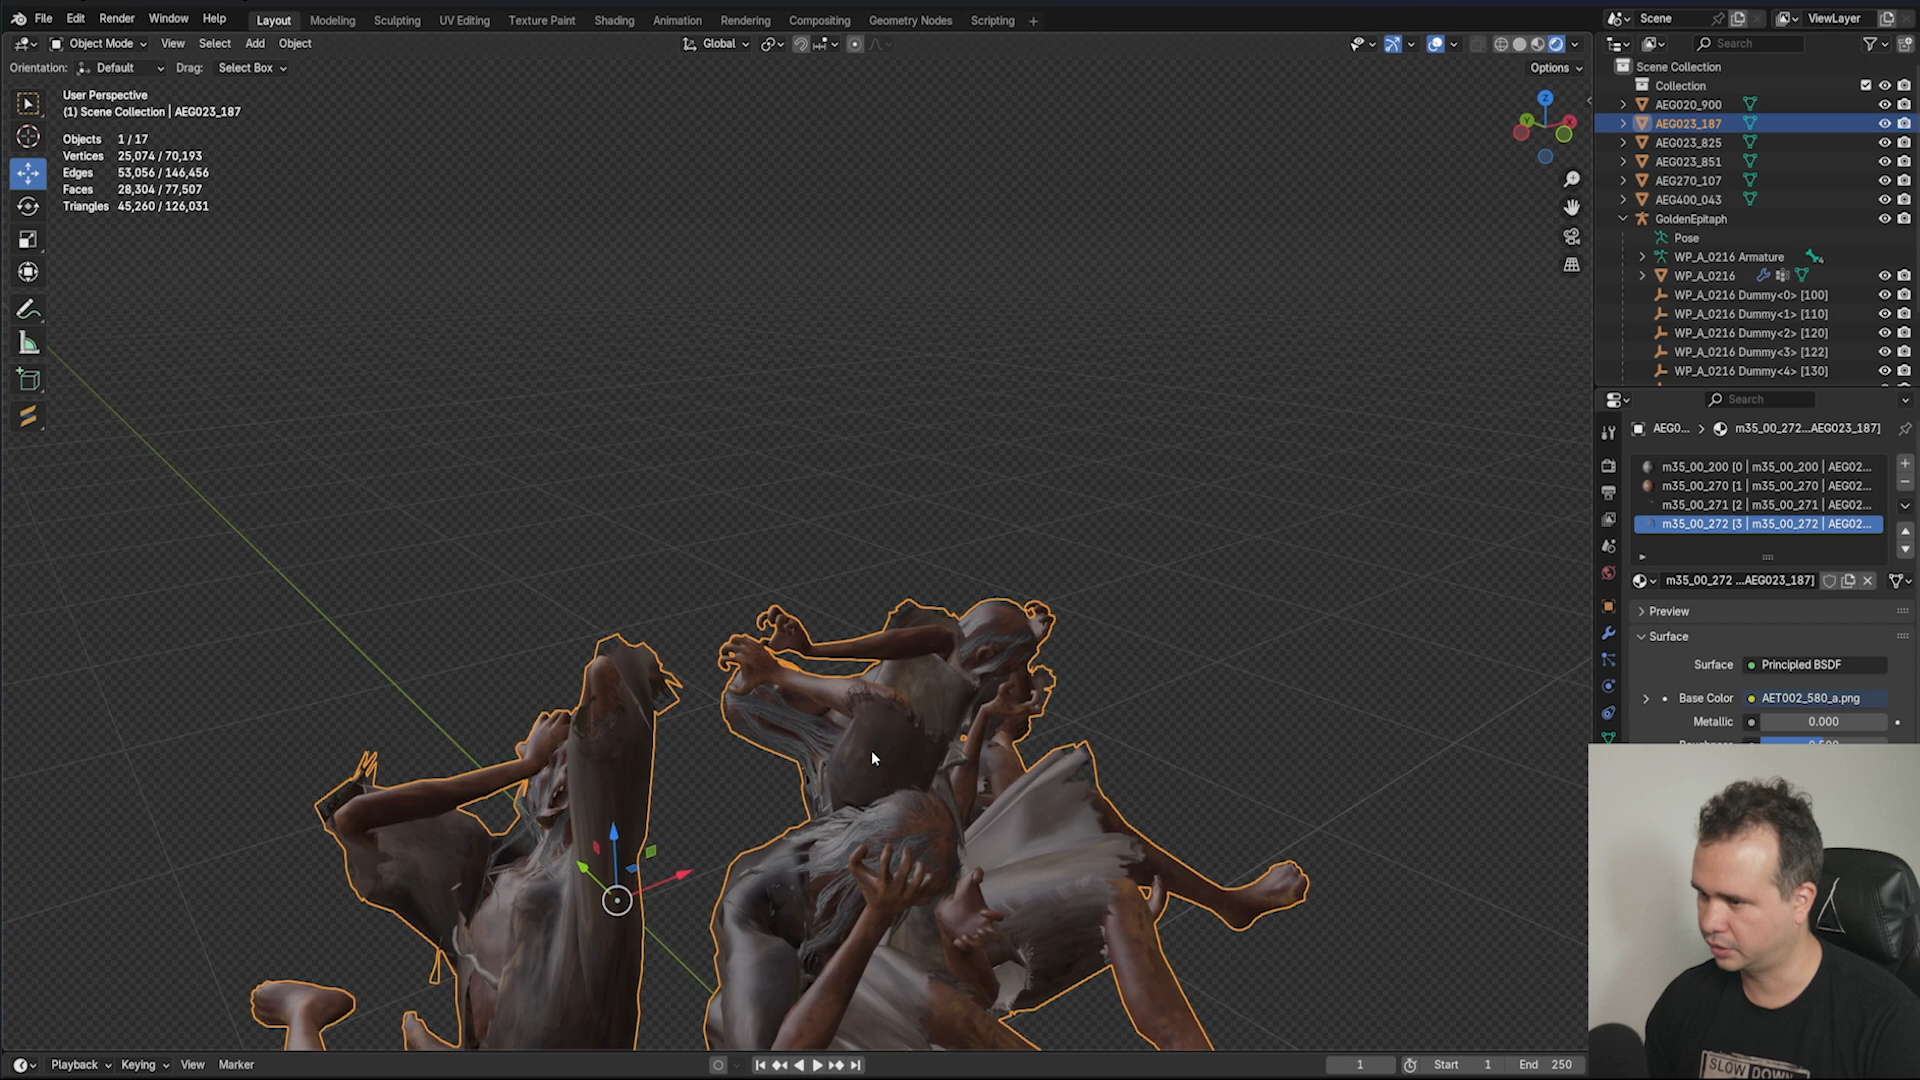 File Edit Render Window Help Layout Modeling Sculpting UV Editing Texture Paint Shading Animation Rendering Compositing Geometry Nodes Scripting + Scene ViewLayer
Object Mode View Select Add Object Global Search
Orientation: Default Drag: Select Box Options
User Perspective
(1) Scene Collection | AEG023_187
Objects 1 / 17
Vertices 25,074 / 70,193
Edges 53,056 / 146,456
Faces 28,304 / 77,507
Triangles 45,260 / 126,031
Z
Y
X
Scene Collection
Collection
AEG020_900
AEG023_187
AEG023_825
AEG023_851
AEG270_107
AEG400_043
GoldenEpitaph
Pose
WP_A_0216 Armature
WP_A_0216
WP_A_0216 Dummy<0> [100]
WP_A_0216 Dummy<1> [110]
WP_A_0216 Dummy<2> [120]
WP_A_0216 Dummy<3> [122]
WP_A_0216 Dummy<4> [130]
Search
AEG0... > m35_00_272...AEG023_187]
m35_00_200 [0 | m35_00_200 | AEG02...
m35_00_270 [1 | m35_00_270 | AEG02...
m35_00_271 [2 | m35_00_271 | AEG02...
m35_00_272 [3 | m35_00_272 | AEG02...
m35_00_272 ...AEG023_187]
Preview
Surface
Surface Principled BSDF
Base Color AET002_580_a.png
Metallic 0.000
SLOW DOWN
Playback Keying View Marker 1 Start 1 End 250